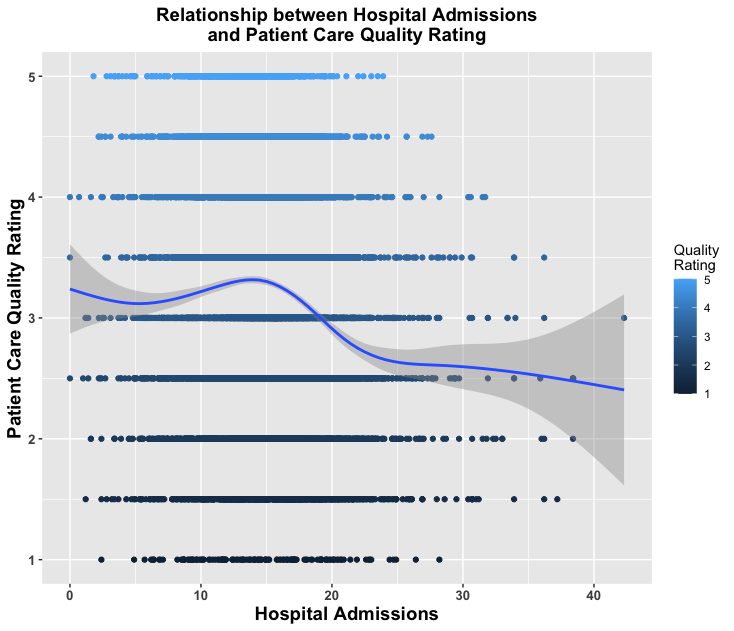 Relationship between Hospital Admissions
and Patient Care Quality Rating
Patient Care Quality Rating
5
4
3
2
1
0
10
20
30
40
Hospital Admissions
Quality
Rating
5
4
3
2
1